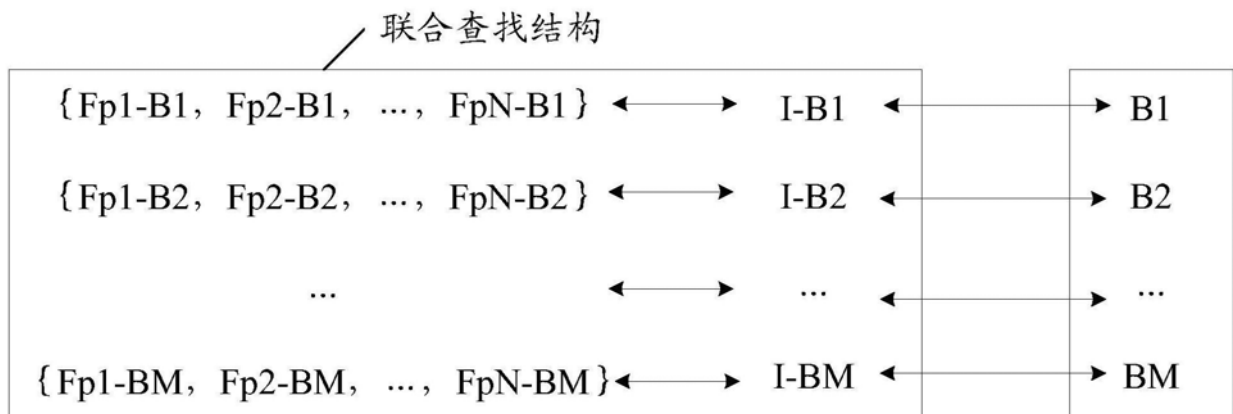 联合查找结构
{Fp1-B1, Fp2-B1, ..., FpN-B1} I-B1 B1
{Fp1-B2, Fp2-B2, ..., FpN-B2} I-B2 B2
... ... ...
{Fp1-BM, Fp2-BM, ..., FpN-BM} I-BM BM